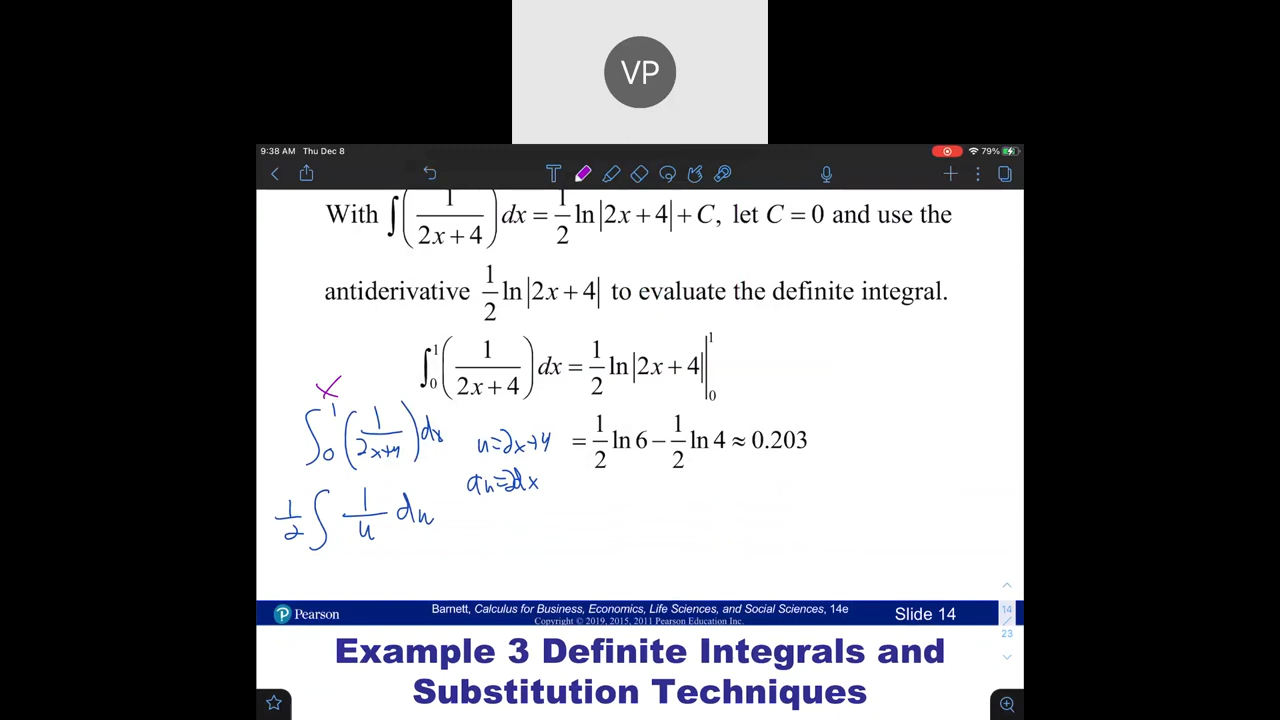 VP
9:38 AM Thu Dec 8
79%
With ∫(1/(2x + 4))dx = 1/2 ln|2x + 4| + C, let C = 0 and use the
antiderivative 1/2 ln|2x + 4| to evaluate the definite integral.
∫₀¹(1/(2x + 4))dx = 1/2 ln|2x + 4||₀¹
= 1/2 ln 6 − 1/2 ln 4 ≈ 0.203
x
∫₀¹(1/(2x+4))dx
u=2x+4
du=2dx
1/2 ∫ 1/u du
Pearson
Barnett, Calculus for Business, Economics, Life Sciences, and Social Sciences, 14e
Copyright © 2019, 2015, 2011 Pearson Education Inc.
Slide 14
14
/
23
Example 3 Definite Integrals and
Substitution Techniques